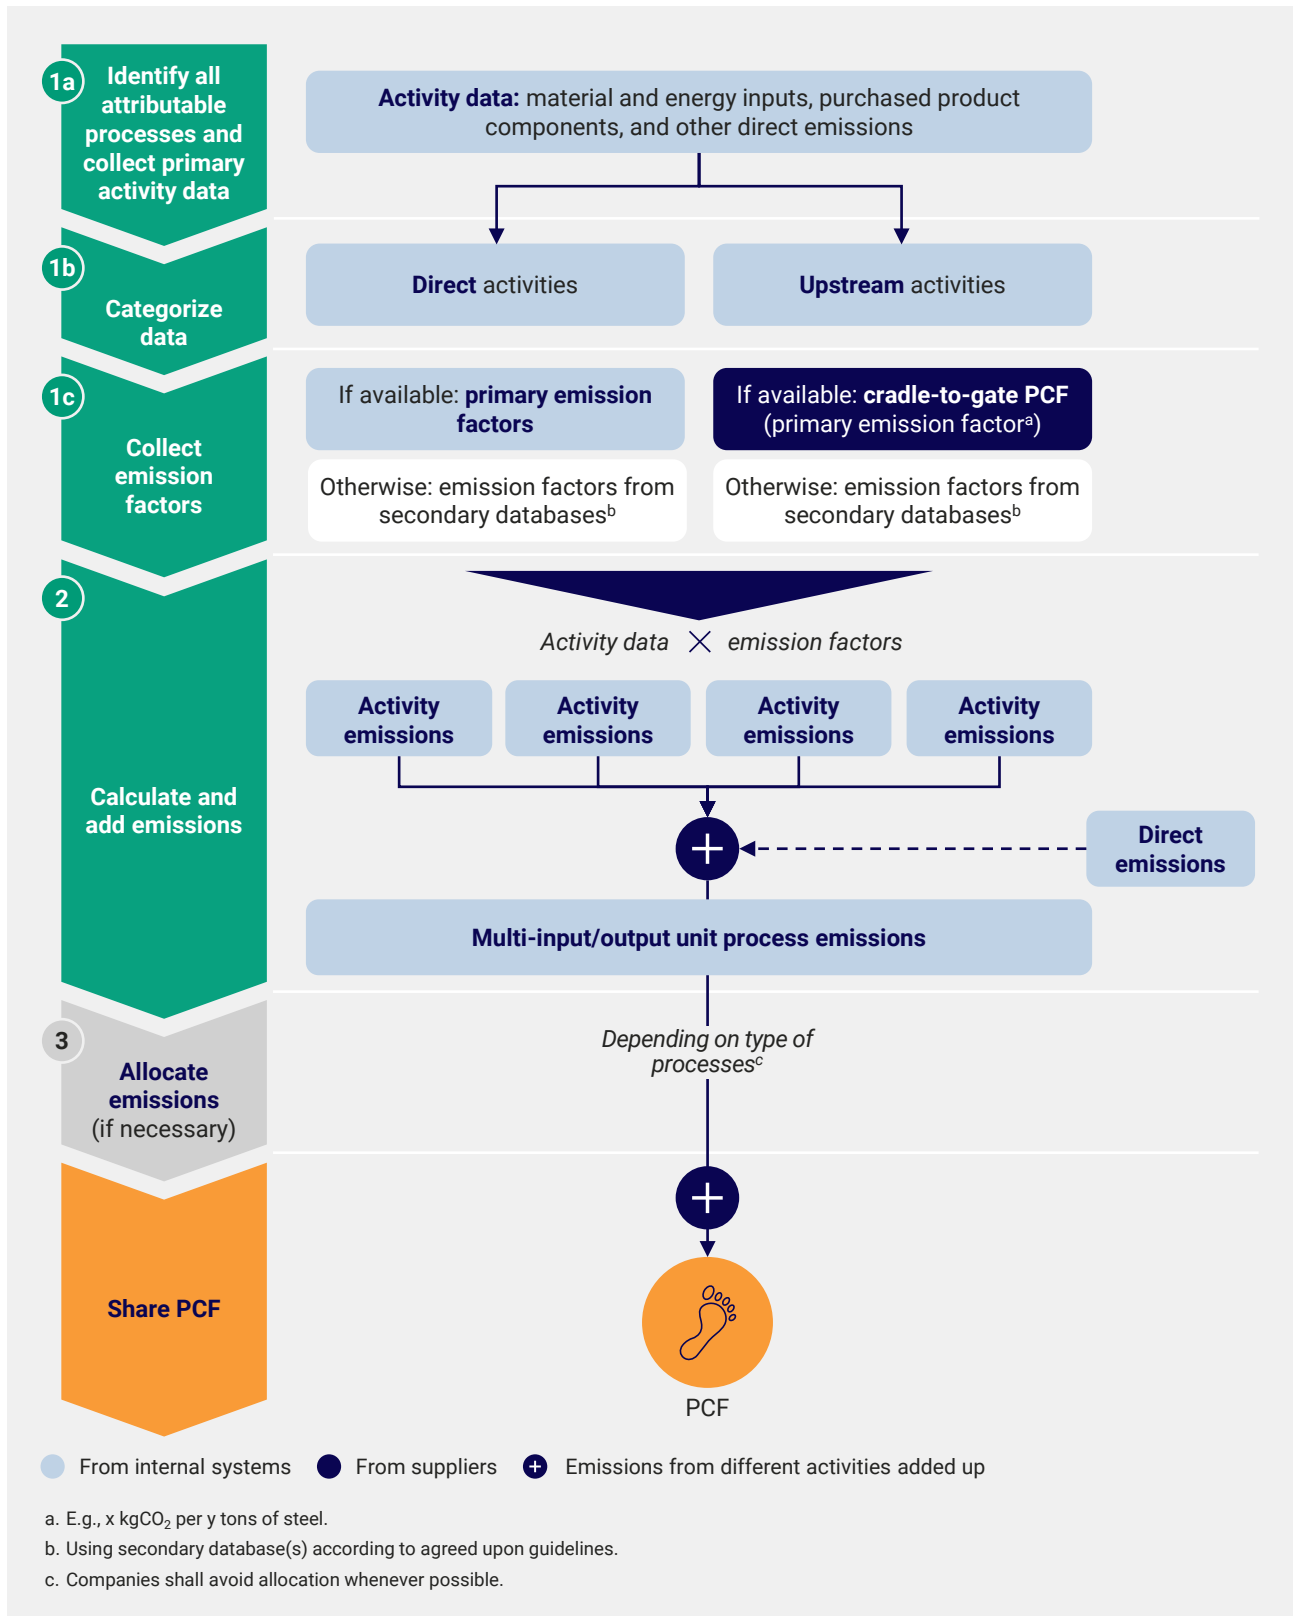 1a
Identify all
attributable
processes and
collect primary
activity data
Activity data: material and energy inputs, purchased product
components, and other direct emissions
1b
Categorize
data
Direct activities
Upstream activities
1c
Collect
emission
factors
If available: primary emission
factors
If available: cradle-to-gate PCF
(primary emission factorᵃ)
Otherwise: emission factors from
secondary databasesᵇ
Otherwise: emission factors from
secondary databasesᵇ
2
Calculate and
add emissions
Activity data × emission factors
Activity
emissions
Activity
emissions
Activity
emissions
Activity
emissions
Direct
emissions
Multi-input/output unit process emissions
3
Allocate
emissions
(if necessary)
Depending on type of
processesᶜ
Share PCF
PCF
From internal systems
From suppliers
Emissions from different activities added up
a. E.g., x kgCO₂ per y tons of steel.
b. Using secondary database(s) according to agreed upon guidelines.
c. Companies shall avoid allocation whenever possible.